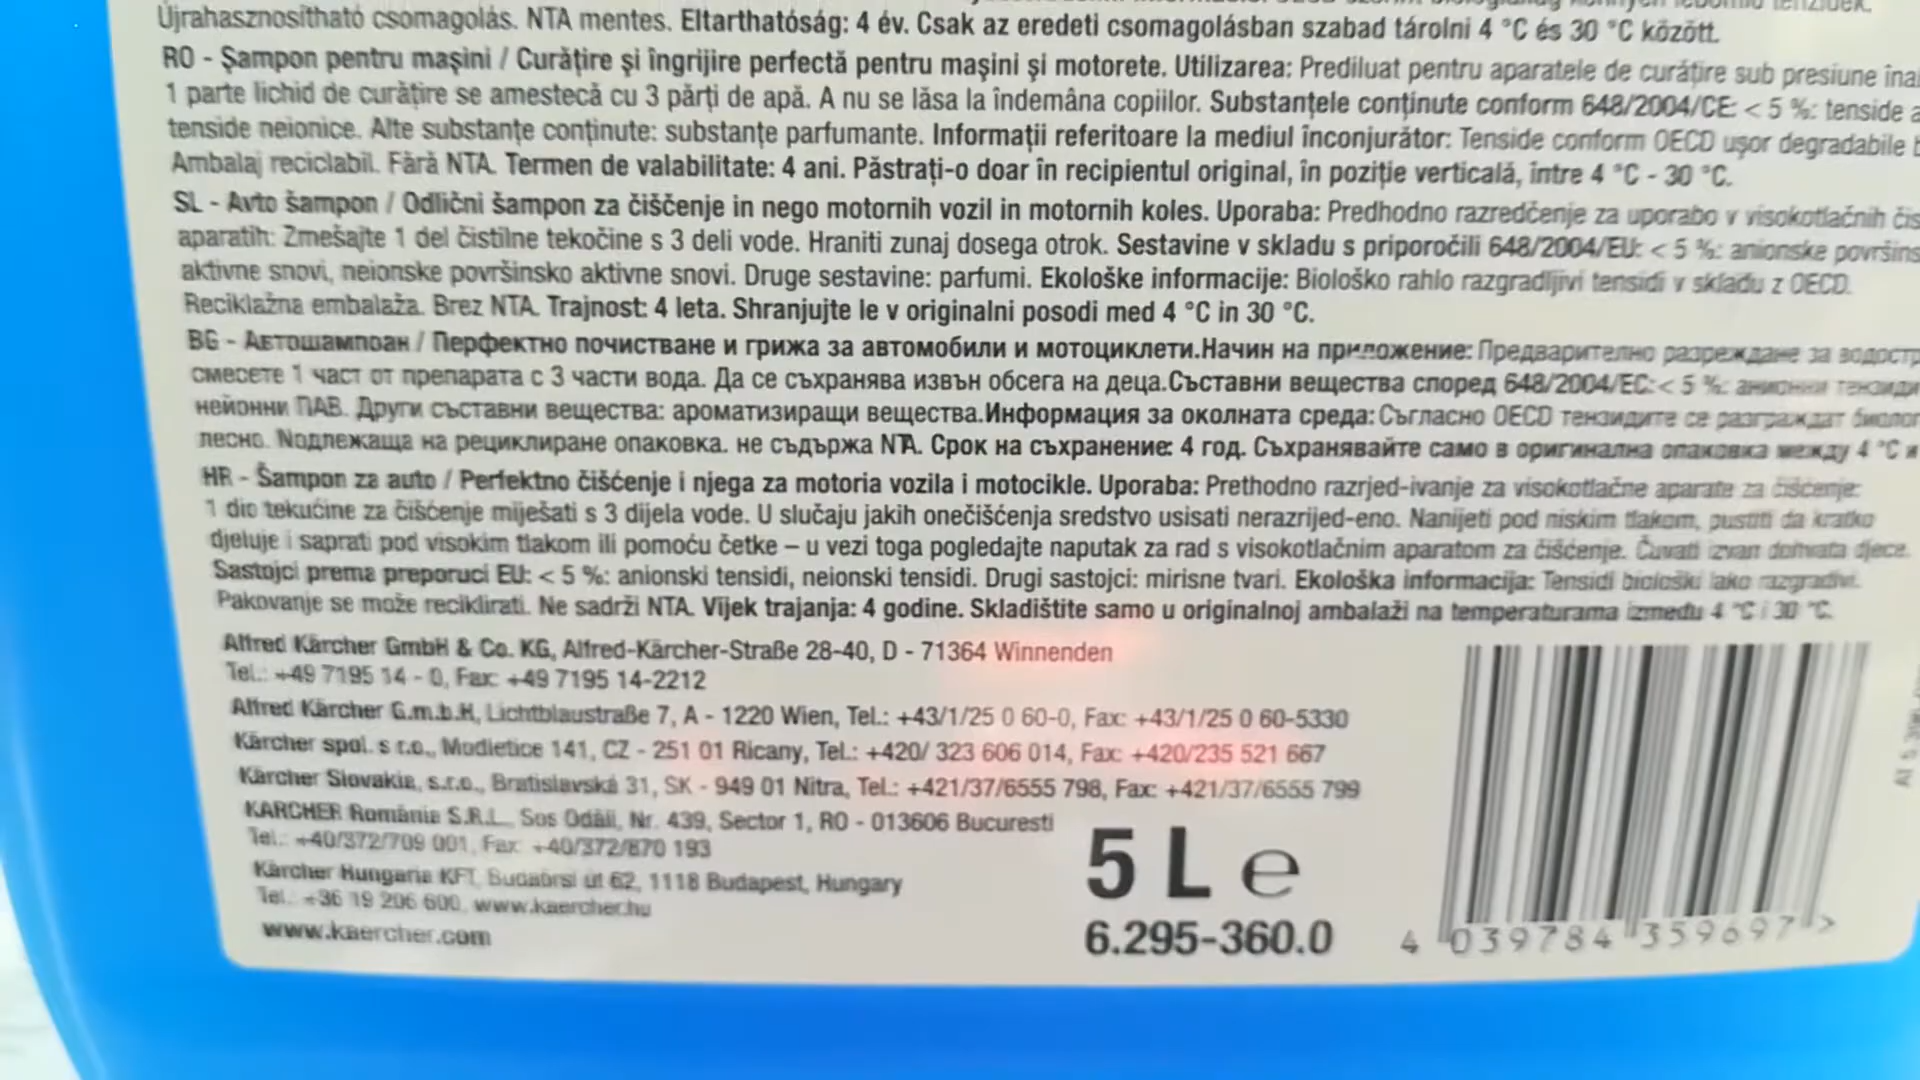 Újrahasznosítható csomagolás. NTA mentes. Eltarthatóság: 4 év. Csak az eredeti csomagolásban szabad tárolni 4 °C és 30 °C között.
RO - Şampon pentru maşini / Curăţire şi îngrijire perfectă pentru maşini şi motorete. Utilizarea: Prediluat pentru aparatele de curăţire sub presiune
1 parte lichid de curăţire se amestecă cu 3 părţi de apă. A nu se lăsa la îndemâna copiilor. Substanţele conţinute conform 648/2004/CE: < 5 %: tenside
tenside neionice. Alte substanţe conţinute: substanţe parfumante. Informaţii referitoare la mediul înconjurător: Tenside conform OECD uşor degradabile
Ambalaj reciclabil. Fără NTA. Termen de valabilitate: 4 ani. Păstraţi-o doar în recipientul original, în poziţie verticală, între 4 °C - 30 °C.
SL - Avto šampon / Odlični šampon za čiščenje in nego motornih vozil in motornih koles. Uporaba: Predhodno razredčenje za uporabo v visokotlačnih
aparatih: Zmešajte 1 del čistilne tekočine s 3 deli vode. Hraniti zunaj dosega otrok. Sestavine v skladu s priporočili 648/2004/EU: < 5 %: anionske
aktivne snovi, neionske površinsko aktivne snovi. Druge sestavine: parfumi. Ekološke informacije: Biološko rahlo razgradljivi tensidi v skladu z OECD.
Reciklažna embalaža. Brez NTA. Trajnost: 4 leta. Shranjujte le v originalni posodi med 4 °C in 30 °C.
BG - Автошампоан / Перфектно почистване и грижа за автомобили и мотоциклети.Начин на приложение: Предварително разреждане за
смесете 1 част от препарата с 3 части вода. Да се съхранява извън обсега на деца.Съставни вещества според 648/2004/EC:< 5 %: анионни тензиди
нейонни ПАВ. Други съставни вещества: ароматизиращи вещества.Информация за околната среда: Съгласно OECD тензидите се разграждат
лесно. Nодлежаща на рециклиране опаковка. не съдържа NTA. Срок на съхранение: 4 год. Съхранявайте само в оригинална опаковка между 4 °C и
HR - Šampon za auto / Perfektno čišćenje i njega za motoria vozila i motocikle. Uporaba: Prethodno razrjed-ivanje za visokotlačne aparate za čišćenje:
1 dio tekućine za čišćenje miješati s 3 dijela vode. U slučaju jakih onečišćenja sredstvo usisati nerazrijed-eno. Nanijeti pod niskim tlakom, pustiti da kratko
djeluje i saprati pod visokim tlakom ili pomoću četke – u vezi toga pogledajte naputak za rad s visokotlačnim aparatom za čišćenje. Čuvati izvan dohvata djece.
Sastojci prema preporuci EU: < 5 %: anionski tensidi, neionski tensidi. Drugi sastojci: mirisne tvari. Ekološka informacija: Tensidi biološki lako razgradivi.
Pakovanje se može reciklirati. Ne sadrži NTA. Vijek trajanja: 4 godine. Skladištite samo u originalnoj ambalaži na temperaturama između 4 °C i 30 °C.
Alfred Kärcher GmbH & Co. KG, Alfred-Kärcher-Straße 28-40, D - 71364 Winnenden
Tel.: +49 7195 14 - 0, Fax: +49 7195 14-2212
Alfred Kärcher G.m.b.H, Lichtblaustraße 7, A - 1220 Wien, Tel.: +43/1/25 0 60-0, Fax: +43/1/25 0 60-5330
Kärcher spol. s r.o., Modletice 141, CZ - 251 01 Ricany, Tel.: +420/ 323 606 014, Fax: +420/235 521 667
Kärcher Slovakia, s.r.o., Bratislavská 31, SK - 949 01 Nitra, Tel.: +421/37/6555 798, Fax: +421/37/6555 799
KARCHER România S.R.L., Sos Odăii, Nr. 439, Sector 1, RO - 013606 Bucuresti
Tel.: +40/372/709 001, Fax: +40/372/870 193
Kärcher Hungaria KFT, Budaörsi út 62, 1118 Budapest, Hungary
Tel.: +36 19 206 600, www.kaercher.hu
www.kaercher.com
5 L e
6.295-360.0
4 039784 359697 >